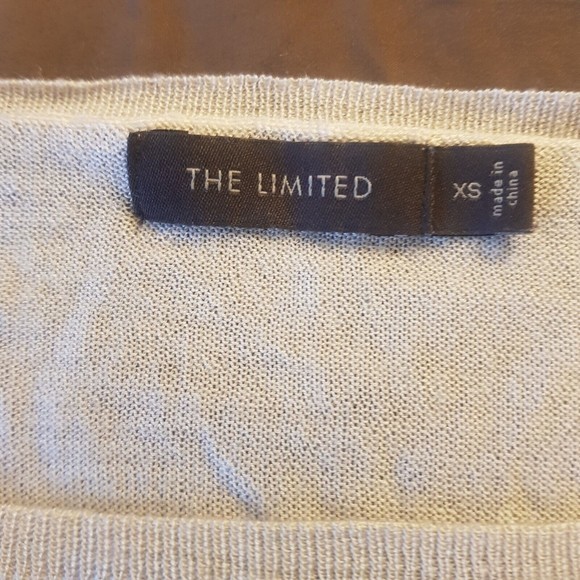 THE LIMITED
XS
made in
china